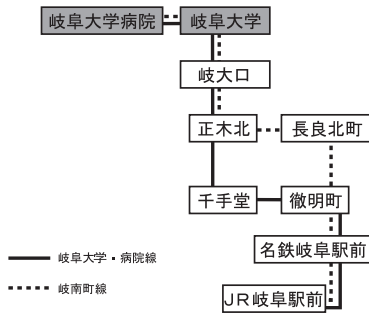 岐阜大学病院
岐阜大学
岐大口
正木北
長良北町
千手堂
徹明町
名鉄岐阜駅前
JR岐阜駅前
岐阜大学・病院線
岐南町線